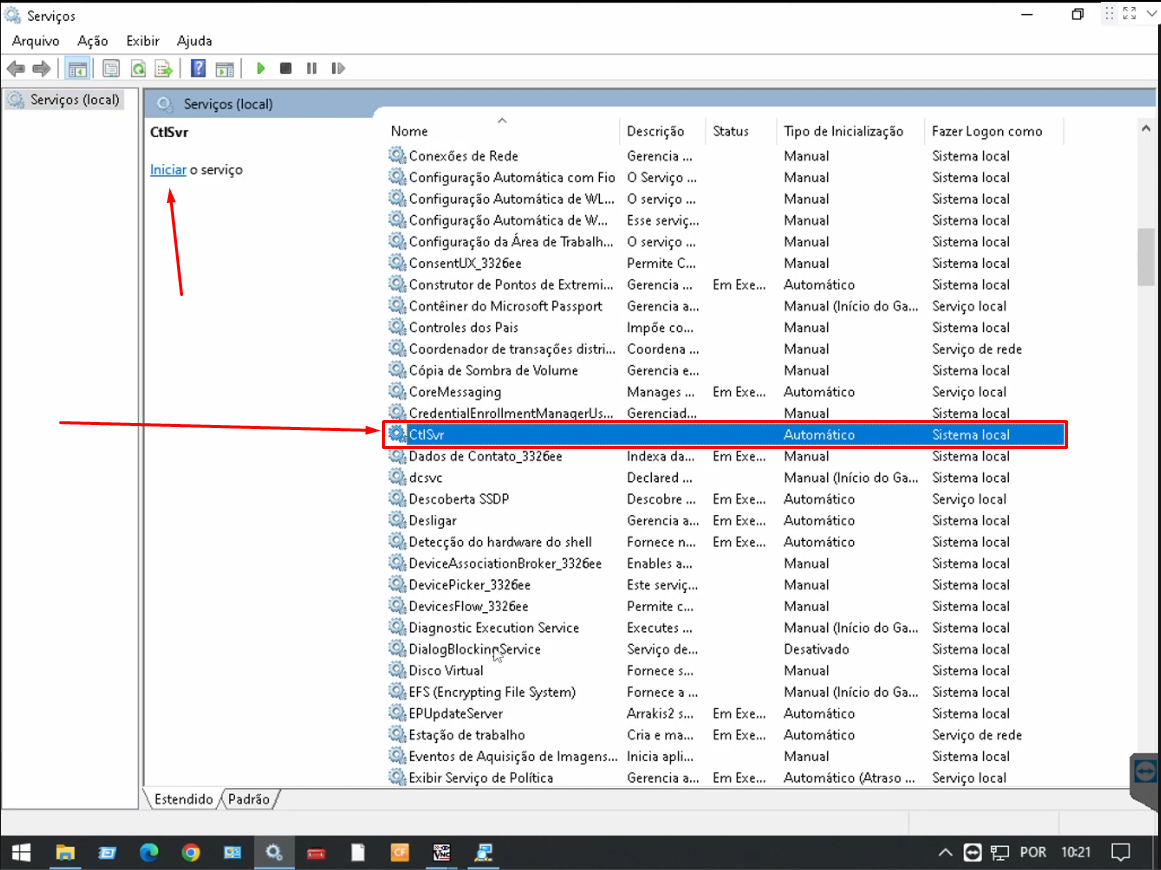 Serviços
Arquivo Ação Exibir Ajuda
Serviços (local)
Serviços (local)
CtlSvr
Iniciar o serviço
Nome Descrição Status Tipo de Inicialização Fazer Logon como
Conexões de Rede Gerencia ... Manual Sistema local
Configuração Automática com Fio O Serviço ... Manual Sistema local
Configuração Automática de WL... O serviço ... Manual Sistema local
Configuração Automática de W... Esse serviç... Manual Sistema local
Configuração da Área de Trabalh... O serviço ... Manual Sistema local
ConsentUX_3326ee Permite C... Manual Sistema local
Construtor de Pontos de Extremi... Gerencia ... Em Exe... Automático Sistema local
Contêiner do Microsoft Passport Gerencia a... Manual (Início do Ga... Serviço local
Controles dos Pais Impõe co... Manual Sistema local
Coordenador de transações distri... Coordena ... Manual Serviço de rede
Cópia de Sombra de Volume Gerencia e... Manual Sistema local
CoreMessaging Manages ... Em Exe... Automático Serviço local
CredentialEnrollmentManagerUs... Gerenciad... Manual Sistema local
CtlSvr Automático Sistema local
Dados de Contato_3326ee Indexa da... Em Exe... Manual Sistema local
dcsvc Declared ... Manual (Início do Ga... Sistema local
Descoberta SSDP Descobre ... Em Exe... Automático Serviço local
Desligar Gerencia a... Em Exe... Automático Sistema local
Detecção do hardware do shell Fornece n... Em Exe... Automático Sistema local
DeviceAssociationBroker_3326ee Enables a... Manual Sistema local
DevicePicker_3326ee Este serviç... Manual Sistema local
DevicesFlow_3326ee Permite c... Manual Sistema local
Diagnostic Execution Service Executes ... Manual (Início do Ga... Sistema local
DialogBlockingService Serviço de... Desativado Sistema local
Disco Virtual Fornece s... Manual Sistema local
EFS (Encrypting File System) Fornece a ... Manual (Início do Ga... Sistema local
EPUpdateServer Arrakis2 s... Em Exe... Automático Sistema local
Estação de trabalho Cria e ma... Em Exe... Automático Serviço de rede
Eventos de Aquisição de Imagens... Inicia apli... Manual Sistema local
Exibir Serviço de Política Gerencia a... Em Exe... Automático (Atraso ... Serviço local
Estendido Padrão
CF VNC POR 10:21